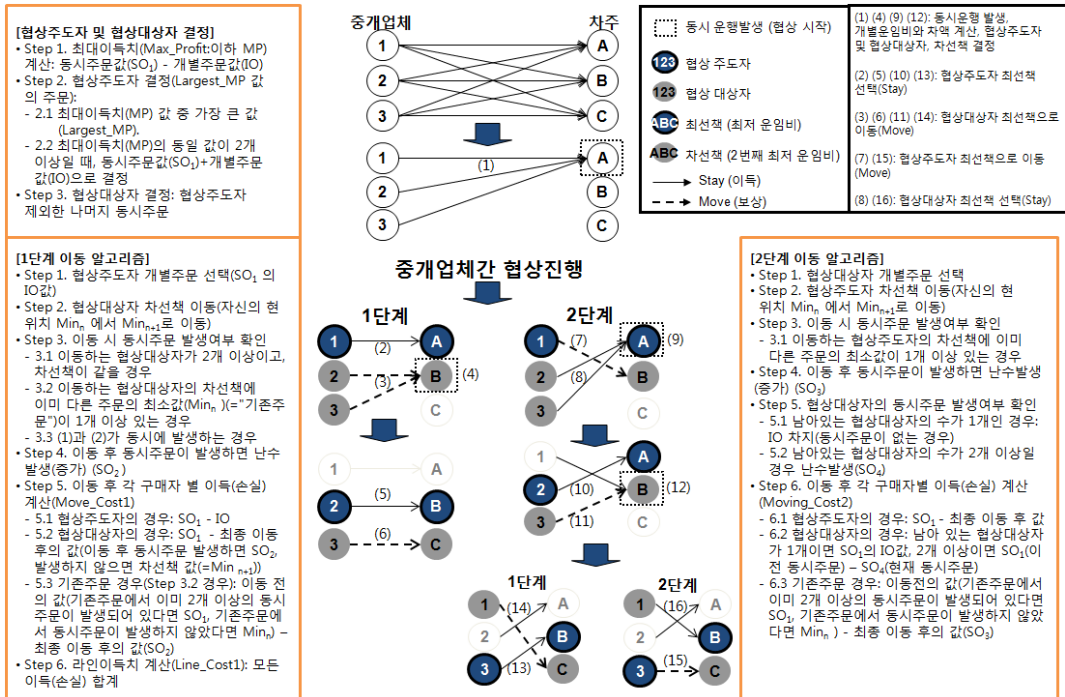 [협상주도자 및 협상대상자 결정]
• Step 1. 최대이득치(Max_Profit:이하 MP)
계산: 동시주문값(SO₁) - 개별주문값(IO)
• Step 2. 협상주도자 결정(Largest_MP 값
의 주문):
- 2.1 최대이득치(MP) 값 중 가장 큰 값
(Largest_MP).
- 2.2 최대이득치(MP)의 동일 값이 2개
이상일 때, 동시주문값(SO₁)+개별주문
값(IO)으로 결정
• Step 3. 협상대상자 결정: 협상주도자
제외한 나머지 동시주문
중개업체
차주
1
A
2
B
3
C
1
(1)
A
2
B
3
C
동시 운행발생 (협상 시작)
123 협상 주도자
123 협상 대상자
ABC 최선책 (최저 운임비)
ABC 차선책 (2번째 최저 운임비)
Stay (이득)
Move (보상)
(1) (4) (9) (12): 동시운행 발생,
개별운임비와 차액 계산, 협상주도자
및 협상대상자, 차선책 결정
(2) (5) (10) (13): 협상주도자 최선책
선택(Stay)
(3) (6) (11) (14): 협상대상자 최선책으로
이동(Move)
(7) (15): 협상주도자 최선책으로 이동
(Move)
(8) (16): 협상대상자 최선책 선택(Stay)
[1단계 이동 알고리즘]
• Step 1. 협상주도자 개별주문 선택(SO₁ 의
IO값)
• Step 2. 협상대상자 차선책 이동(자신의 현
위치 Minₙ 에서 Minₙ₊₁로 이동)
• Step 3. 이동 시 동시주문 발생여부 확인
- 3.1 이동하는 협상대상자가 2개 이상이고,
차선책이 같을 경우
- 3.2 이동하는 협상대상자의 차선책에
이미 다른 주문의 최소값(Minₙ )(="기존주
문")이 1개 이상 있는 경우
- 3.3 (1)과 (2)가 동시에 발생하는 경우
• Step 4. 이동 후 동시주문이 발생하면 난수
발생(증가) (SO₂ )
• Step 5. 이동 후 각 구매자 별 이득(손실)
계산(Move_Cost1)
- 5.1 협상주도자의 경우: SO₁ - IO
- 5.2 협상대상자의 경우: SO₁ - 최종 이동
후의 값(이동 후 동시주문 발생하면 SO₂,
발생하지 않으면 차선책 값(=Min ₙ₊₁))
- 5.3 기존주문 경우(Step 3.2 경우): 이동 전
의 값(기존주문에서 이미 2개 이상의 동시
주문이 발생되어 있다면 SO₁, 기존주문에
서 동시주문이 발생하지 않았다면 Minₙ) –
최종 이동 후의 값(SO₂)
• Step 6. 라인이득치 계산(Line_Cost1): 모든
이득(손실) 합계
중개업체간 협상진행
1단계
1
(2)
A
2
(3)
B
(4)
3
C
1
A
2
(5)
B
3
(6)
C
2단계
1
(7)
A
(9)
2
(8)
B
3
C
1
A
2
(10)
B
(12)
3
(11)
C
1단계
1
(14)
A
2
B
3
(13)
C
2단계
1
(16)
A
2
B
3
(15)
C
[2단계 이동 알고리즘]
• Step 1. 협상대상자 개별주문 선택
• Step 2. 협상주도자 차선책 이동(자신의 현
위치 Minₙ 에서 Minₙ₊₁로 이동)
• Step 3. 이동 시 동시주문 발생여부 확인
- 3.1 이동하는 협상주도자의 차선책에 이미
다른 주문의 최소값이 1개 이상 있는 경우
• Step 4. 이동 후 동시주문이 발생하면 난수발생
(증가) (SO₃)
• Step 5. 협상대상자의 동시주문 발생여부 확인
- 5.1 남아있는 협상대상자의 수가 1개인 경우:
IO 차지(동시주문이 없는 경우)
- 5.2 남아있는 협상대상자의 수가 2개 이상일
경우 난수발생(SO₄)
• Step 6. 이동 후 각 구매자별 이득(손실) 계산
(Moving_Cost2)
- 6.1 협상주도자의 경우: SO₁ - 최종 이동 후 값
- 6.2 협상대상자의 경우: 남아 있는 협상대상자
가 1개이면 SO₁의 IO값, 2개 이상이면 SO₁(이
전 동시주문) – SO₄(현재 동시주문)
- 6.3 기존주문 경우: 이동전의 값(기존주문에서
이미 2개 이상의 동시주문이 발생되어 있다면
SO₁, 기존주문에서 동시주문이 발생하지 않았
다면 Minₙ ) - 최종 이동 후의 값(SO₃)